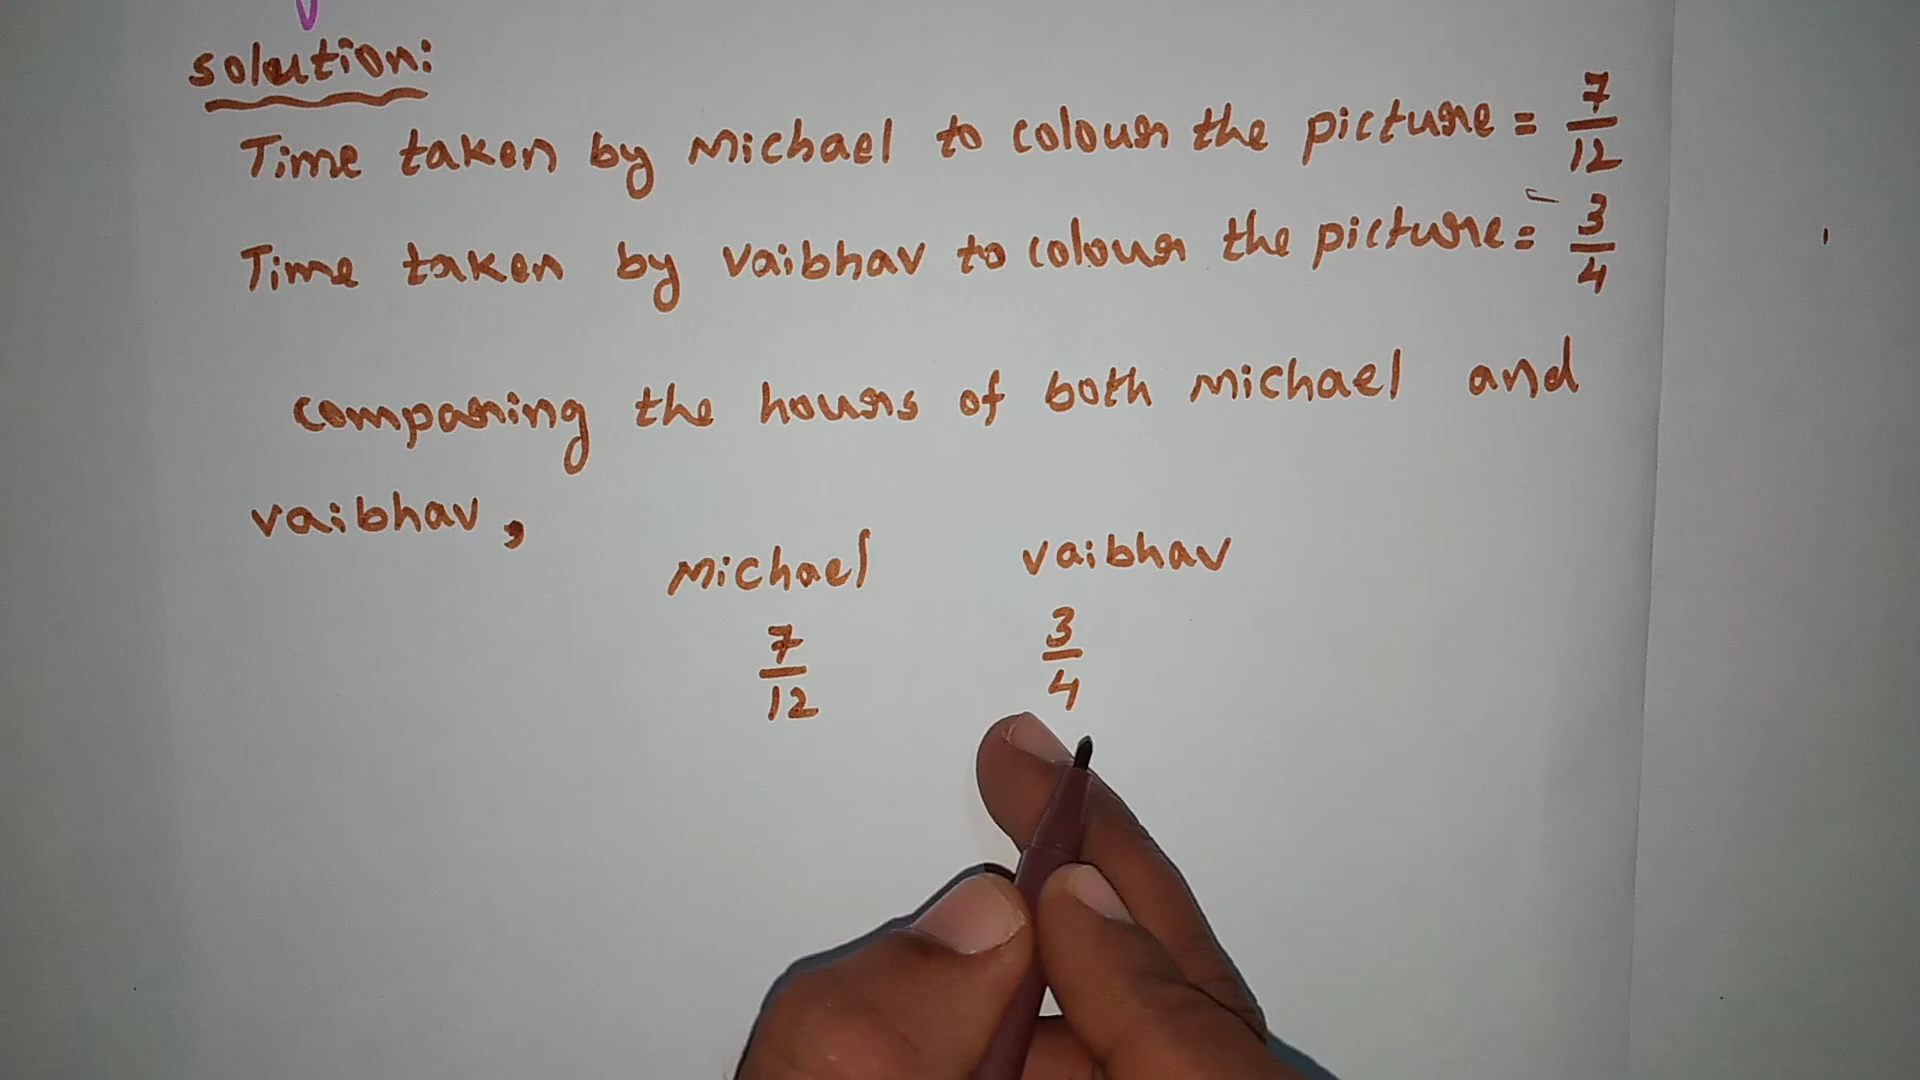 solution:
Time taken by Michael to colour the picture = 7/12
Time taken by vaibhav to colour the picture = 3/4
comparing the hours of both Michael and
vaibhav,
Michael vaibhav
7/12 3/4